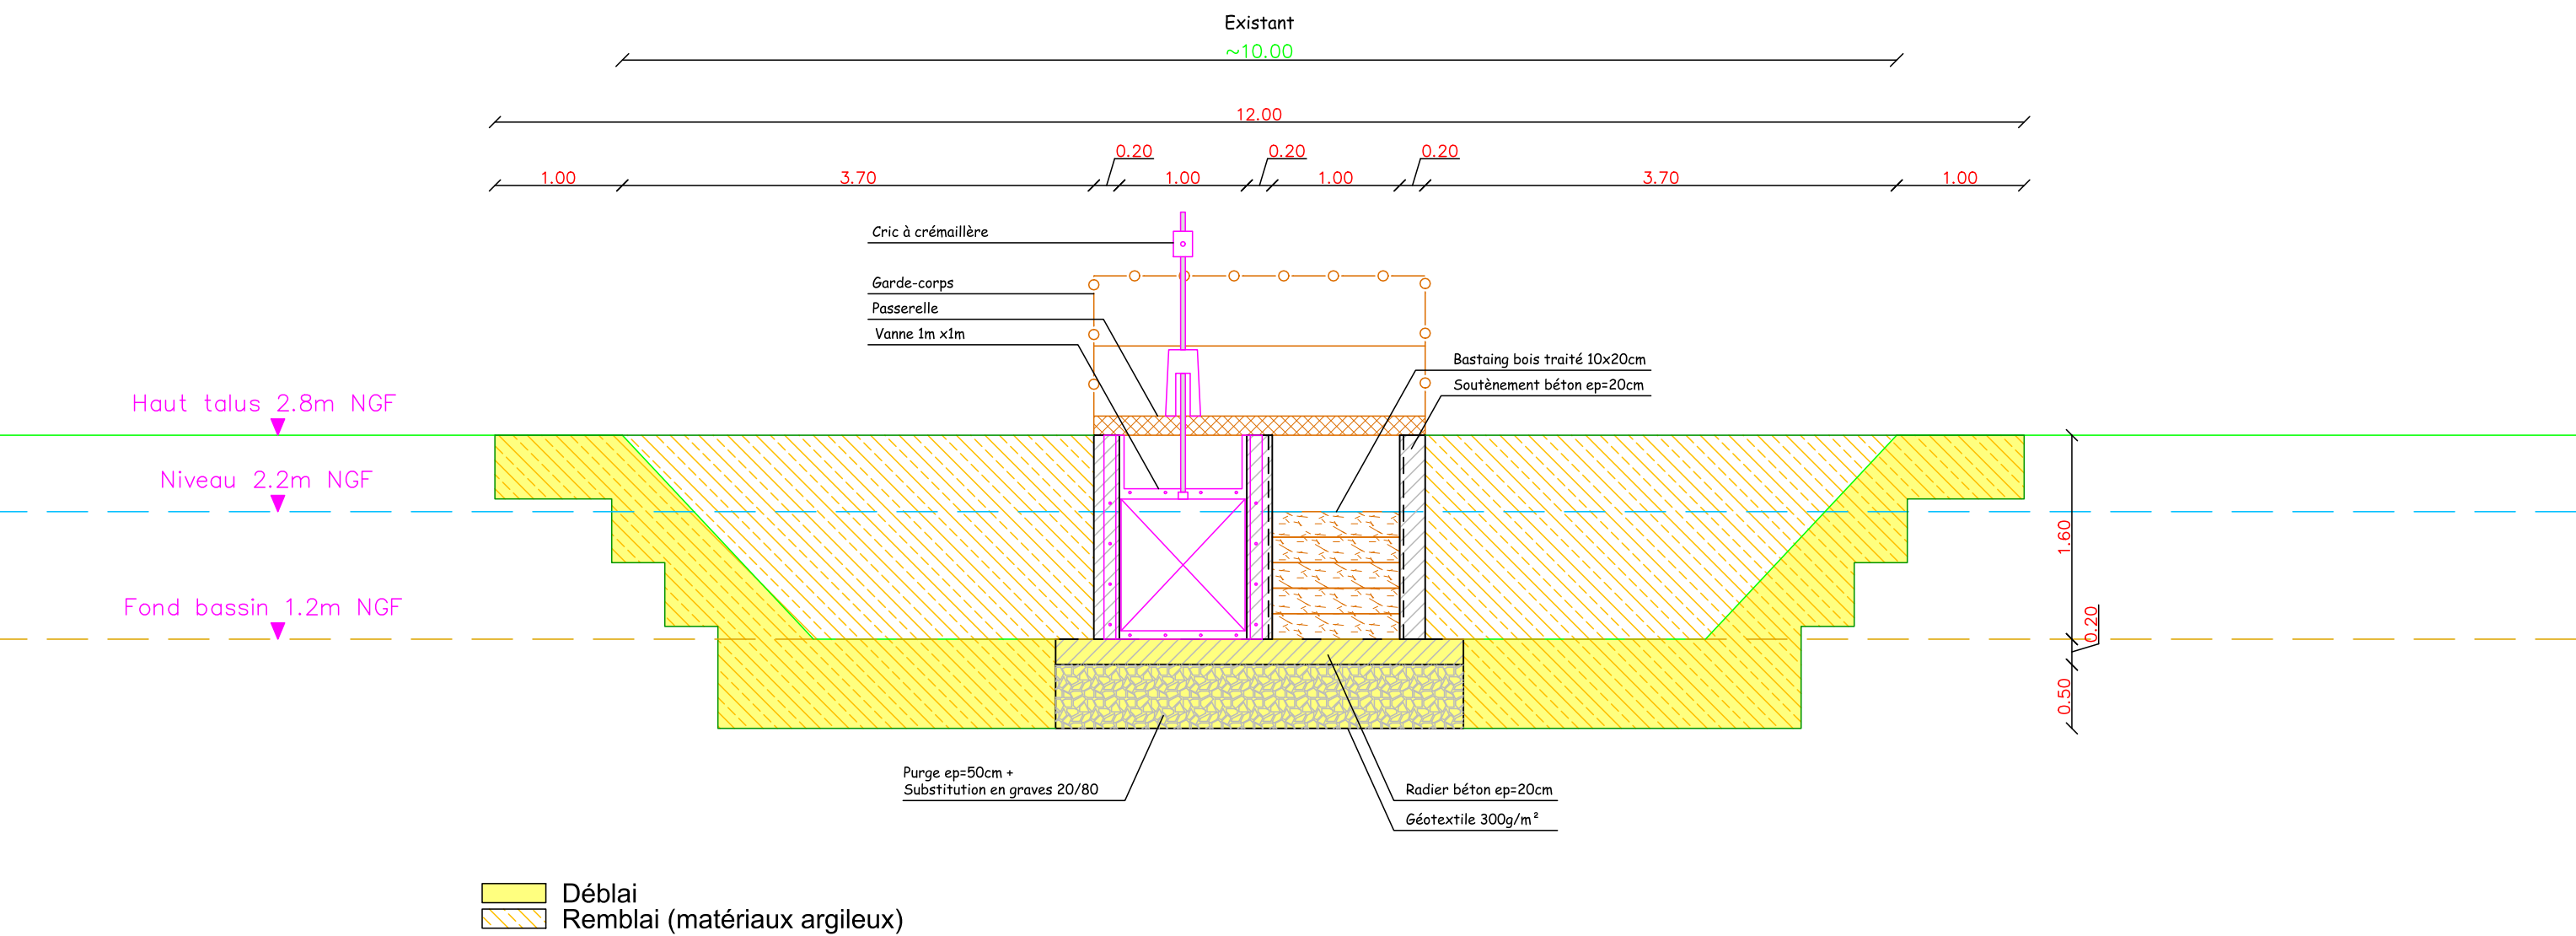 Existant
~10.00
12.00
0.20
0.20
0.20
1.00
3.70
1.00
1.00
3.70
1.00
Cric à crémaillère
Garde-corps
Passerelle
Vanne 1m x1m
Bastaing bois traité 10x20cm
Soutènement béton ep=20cm
Haut talus 2.8m NGF
Niveau 2.2m NGF
Fond bassin 1.2m NGF
1.60
0.20
0.50
Purge ep=50cm +
Substitution en graves 20/80
Radier béton ep=20cm
Géotextile 300g/m²
Déblai
Remblai (matériaux argileux)